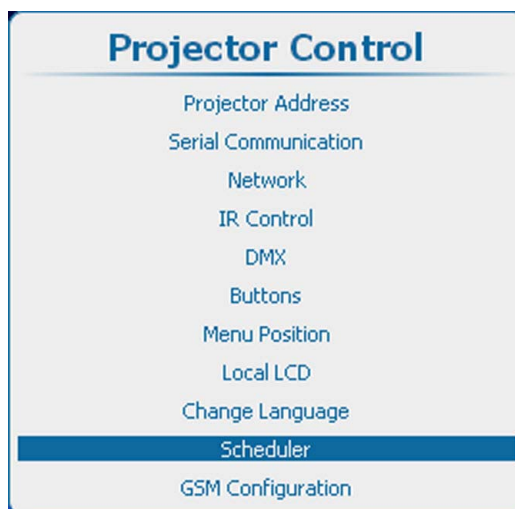 Projector Control
Projector Address
Serial Communication
Network
IR Control
DMX
Buttons
Menu Position
Local LCD
Change Language
Scheduler
GSM Configuration